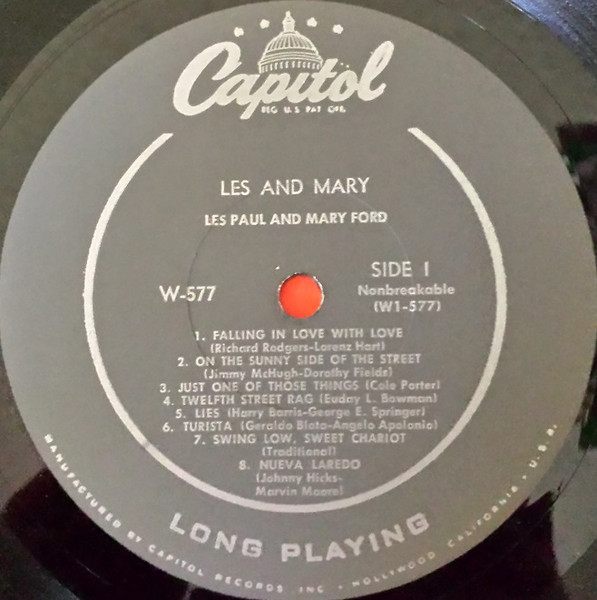 Capitol
REG. U.S. PAT. OFF.
LES AND MARY
LES PAUL AND MARY FORD
W-577
SIDE 1
Nonbreakable
(W1-577)
1. FALLING IN LOVE WITH LOVE
(Richard Rodgers-Lorenz Hart)
2. ON THE SUNNY SIDE OF THE STREET
(Jimmy McHugh-Dorothy Fields)
3. JUST ONE OF THOSE THINGS (Cole Porter)
4. TWELFTH STREET RAG (Euday L. Bowman)
5. LIES (Harry Barris-George E. Springer)
6. TURISTA (Geraldo Blota-Angelo Apolonio)
7. SWING LOW, SWEET CHARIOT
(Traditional)
8. NUEVA LAREDO
(Johnny Hicks-
Marvin Moore)
LONG PLAYING
MANUFACTURED BY CAPITOL RECORDS, INC. • HOLLYWOOD CALIFORNIA • U.S.A.